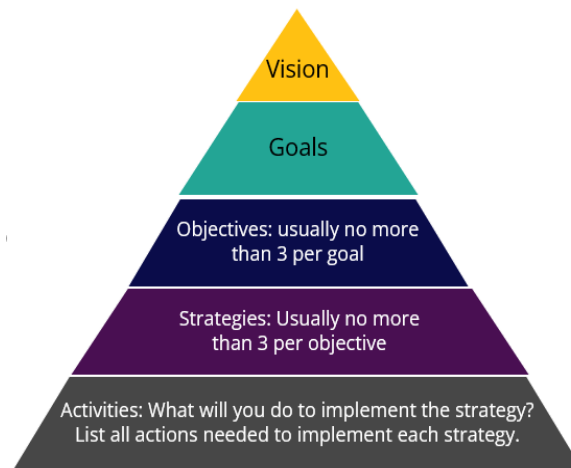 Vision
Goals
Objectives: usually no more
than 3 per goal
Strategies: Usually no more
than 3 per objective
Activities: What will you do to implement the strategy?
List all actions needed to implement each strategy.